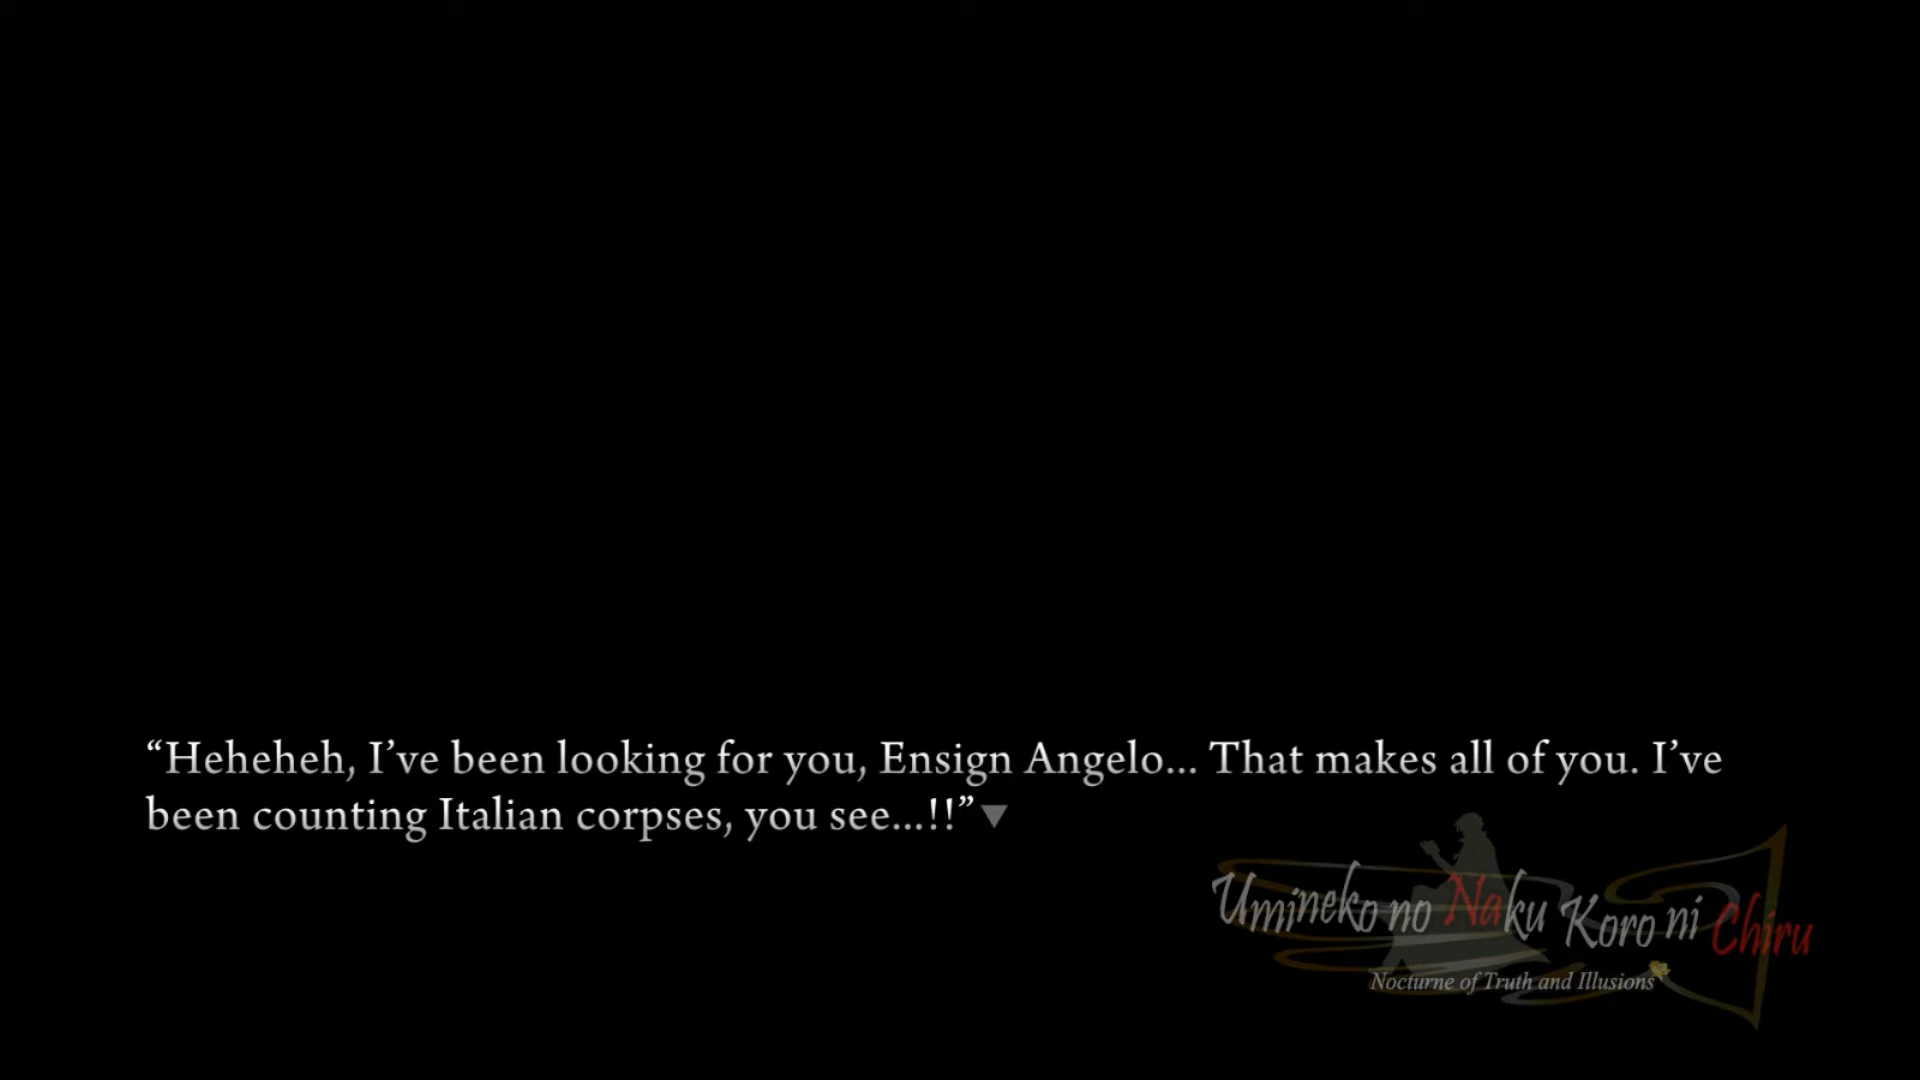 “Heheheh, I’ve been looking for you, Ensign Angelo... That makes all of you. I’ve
been counting Italian corpses, you see...!!”
Umineko no Naku Koro ni Chiru
Nocturne of Truth and Illusions